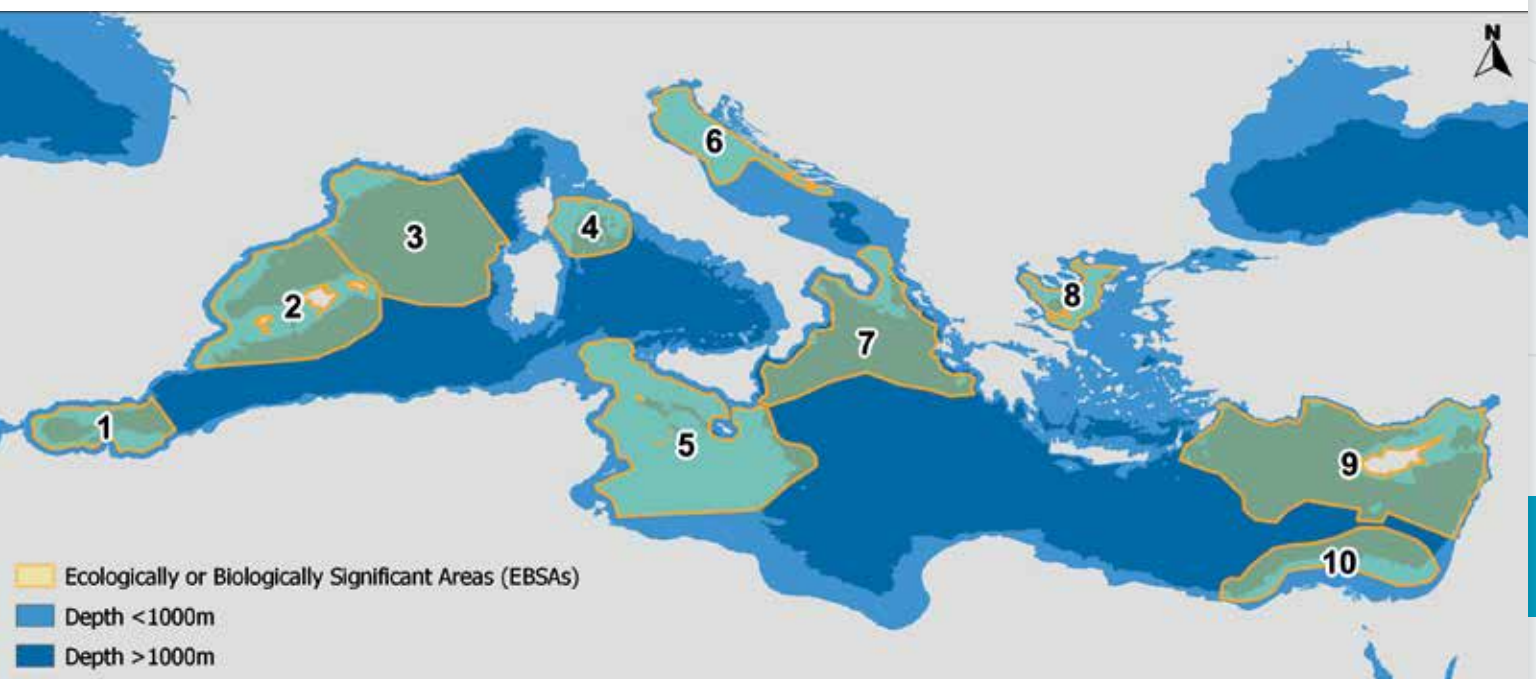 N
6
4
3
8
2
7
1
5
9
10
Ecologically or Biologically Significant Areas (EBSAs)
Depth <1000m
Depth >1000m